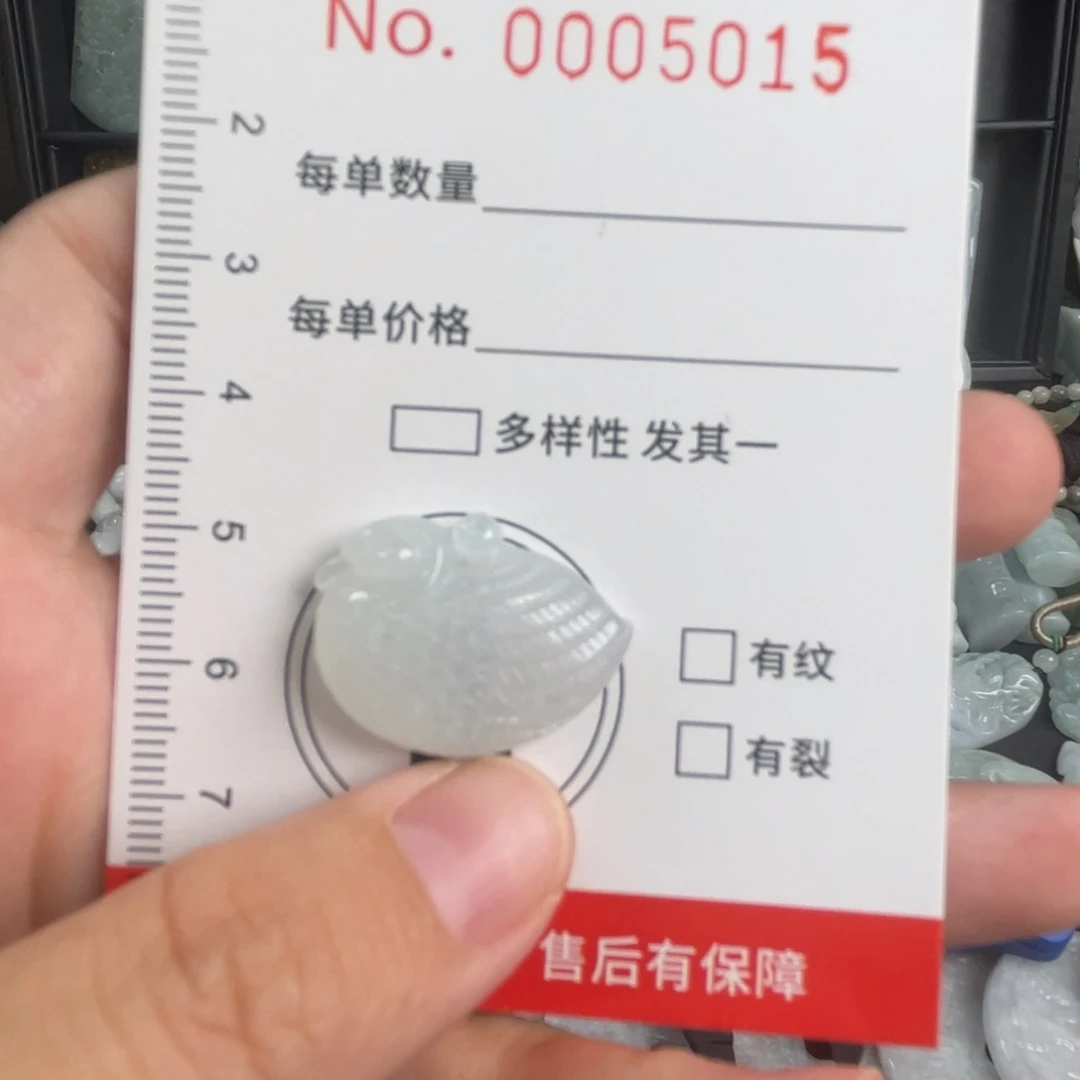 No. 0005015
2
每单数量
3
每单价格
4
多样性 发其一
5
有纹
6
有裂
7
售后有保障